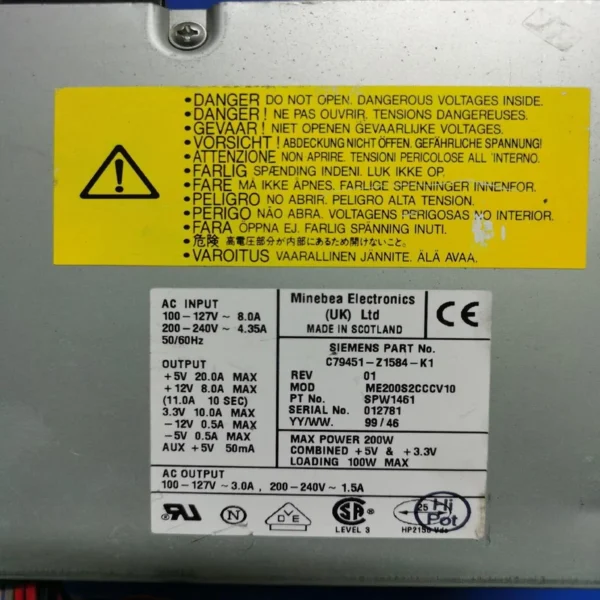 •DANGER DO NOT OPEN. DANGEROUS VOLTAGES INSIDE.
•DANGER! NE PAS OUVRIR. TENSIONS DANGEREUSES.
•GEVAAR! NIET OPENEN GEVAARLIJKE VOLTAGES.
•VORSICHT! ABDECKUNG NICHT ÖFFEN. GEFÄHRLICHE SPANNUNG!
•ATTENZIONE NON APRIRE. TENSIONI PERICOLOSE ALL'INTERNO.
•FARLIG SPÆNDING INDENI. LUK IKKE OP.
•FARE MÅ IKKE ÅPNES. FARLIGE SPENNINGER INNENFOR.
•PELIGRO NO ABRIR. PELIGRO ALTA TENSION.
•PERIGO NÃO ABRA. VOLTAGENS PERIGOSAS NO INTERIOR.
•FARA ÖPPNA EJ. FARLIG SPÄNNING INUTI.
•危険 高電圧部分が内部にあるため開けないこと。
•VAROITUS VAARALLINEN JÄNNITE. ÄLÄ AVAA.
AC INPUT
100-127V ~ 8.0A
200-240V ~ 4.35A
50/60Hz
OUTPUT
+5V 20.0A MAX
+12V 8.0A MAX
(11.0A 10 SEC)
3.3V 10.0A MAX
-12V 0.5A MAX
-5V 0.5A MAX
AUX +5V 50mA
Minebea Electronics
(UK) Ltd
MADE IN SCOTLAND
CE
SIEMENS PART No.
C79451-Z1584-K1
REV 01
MOD ME200S2CCCV10
PT No. SPW1461
SERIAL No. 012781
YY/WW. 99/46
MAX POWER 200W
COMBINED +5V & +3.3V
LOADING 100W MAX
AC OUTPUT
100-127V ~ 3.0A , 200-240V ~ 1.5A
N
DVE
LEVEL 3
25
Hi
Pot